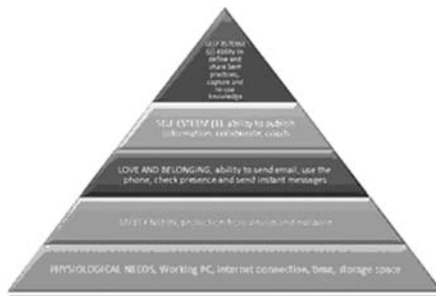 SELF ESTEEM
(2) Ability to
define and
share best
practices,
capture and
re-use
knowledge
SELF ESTEEM (1), ability to publish
information, collaborate, coach
LOVE AND BELONGING, ability to send email, use the
phone, check presence and send instant messages
SAFETY NEEDS, protection from viruses and malware
PHYSIOLOGICAL NEEDS, Working PC, Internet connection, time, storage space